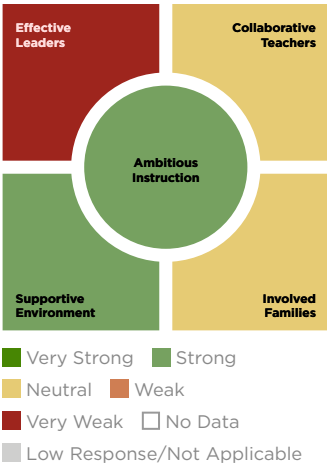 Effective
Leaders
Collaborative
Teachers
Ambitious
Instruction
Supportive
Environment
Involved
Families
Very Strong
Strong
Neutral
Weak
Very Weak
No Data
Low Response/Not Applicable